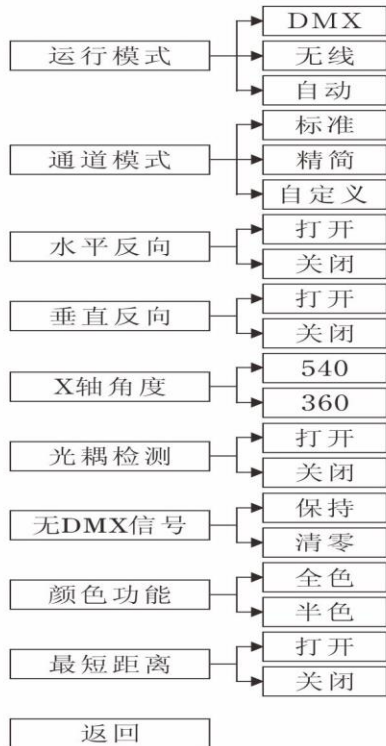 运行模式
DMX
无线
自动
通道模式
标准
精简
自定义
水平反向
打开
关闭
垂直反向
打开
关闭
X轴角度
540
360
光耦检测
打开
关闭
无DMX信号
保持
清零
颜色功能
全色
半色
最短距离
打开
关闭
返回